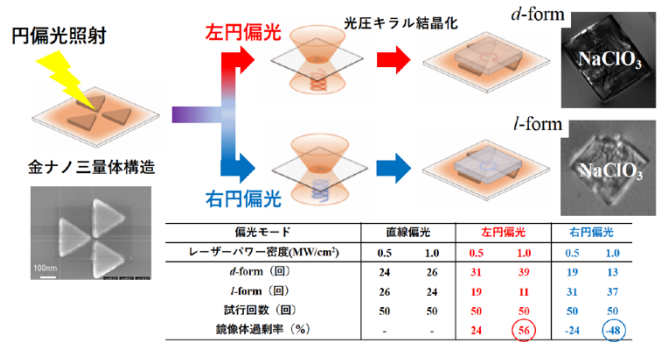 円偏光照射
左円偏光
光圧キラル結晶化
d-form
NaClO₃
金ナノ三量体構造
右円偏光
l-form
NaClO₃
100nm
偏光モード 直線偏光 左円偏光 右円偏光
レーザーパワー密度(MW/cm²) 0.5 1.0 0.5 1.0 0.5 1.0
d-form（回） 24 26 31 39 19 13
l-form（回） 26 24 19 11 31 37
試行回数（回） 50 50 50 50 50 50
鏡像体過剰率（%） - - 24 56 -24 -48